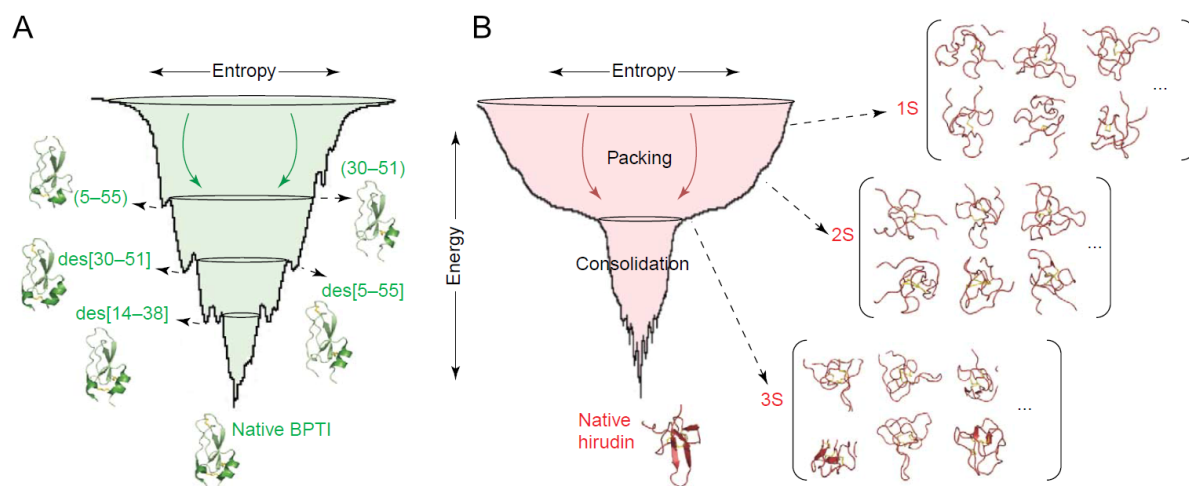 A
Entropy
(5–55)
(30–51)
des[30–51]
des[5–55]
des[14–38]
Native BPTI
B
Entropy
Energy
Packing
Consolidation
Native
hirudin
1S
...
2S
...
3S
...